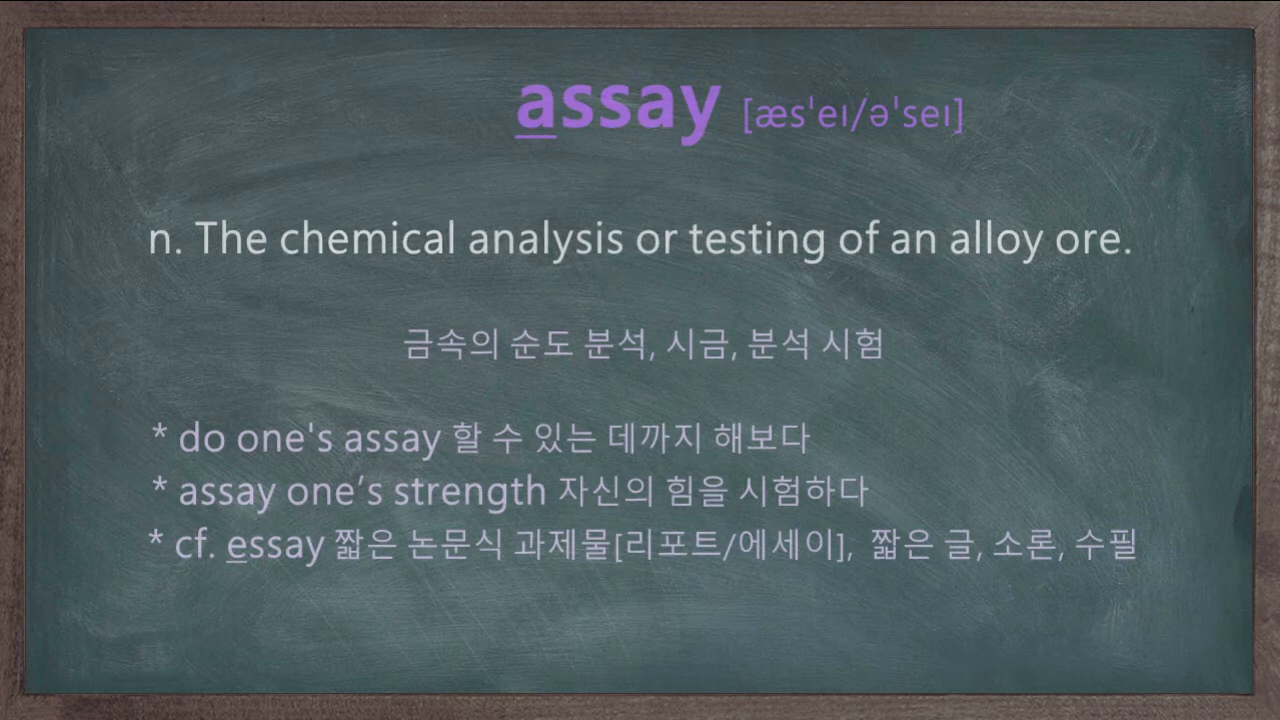 assay [æsˈeɪ/əˈseɪ]
n. The chemical analysis or testing of an alloy ore.
금속의 순도 분석, 시금, 분석 시험
* do one's assay 할 수 있는 데까지 해보다
* assay one’s strength 자신의 힘을 시험하다
* cf. essay 짧은 논문식 과제물[리포트/에세이], 짧은 글, 소론, 수필